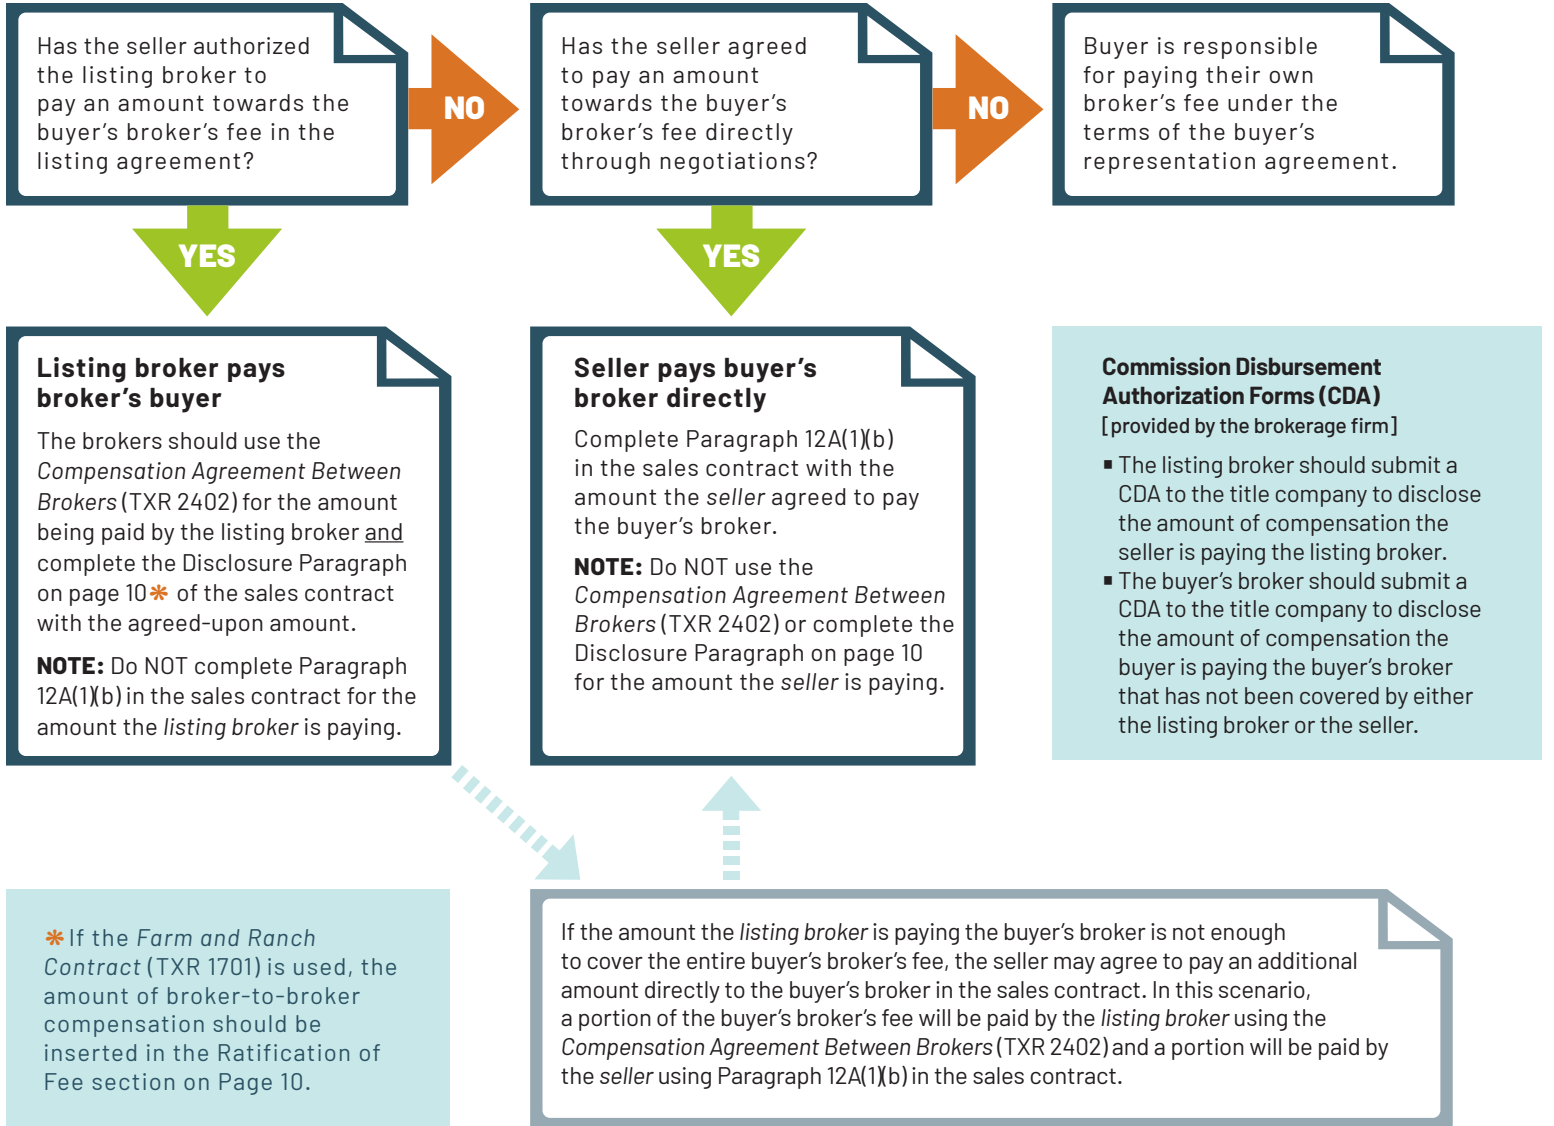 Has the seller authorized
the listing broker to
pay an amount towards the
buyer's broker's fee in the
listing agreement?
NO
Has the seller agreed
to pay an amount
towards the buyer's
broker's fee directly
through negotiations?
NO
Buyer is responsible
for paying their own
broker's fee under the
terms of the buyer's
representation agreement.
YES
YES
Listing broker pays
broker's buyer
The brokers should use the
Compensation Agreement Between
Brokers (TXR 2402) for the amount
being paid by the listing broker and
complete the Disclosure Paragraph
on page 10* of the sales contract
with the agreed-upon amount.
NOTE: Do NOT complete Paragraph
12A(1)(b) in the sales contract for the
amount the listing broker is paying.
Seller pays buyer's
broker directly
Complete Paragraph 12A(1)(b)
in the sales contract with the
amount the seller agreed to pay
the buyer's broker.
NOTE: Do NOT use the
Compensation Agreement Between
Brokers (TXR 2402) or complete the
Disclosure Paragraph on page 10
for the amount the seller is paying.
Commission Disbursement
Authorization Forms (CDA)
[provided by the brokerage firm]
▪ The listing broker should submit a
CDA to the title company to disclose
the amount of compensation the
seller is paying the listing broker.
▪ The buyer's broker should submit a
CDA to the title company to disclose
the amount of compensation the
buyer is paying the buyer's broker
that has not been covered by either
the listing broker or the seller.
* If the Farm and Ranch
Contract (TXR 1701) is used, the
amount of broker-to-broker
compensation should be
inserted in the Ratification of
Fee section on Page 10.
If the amount the listing broker is paying the buyer's broker is not enough
to cover the entire buyer's broker's fee, the seller may agree to pay an additional
amount directly to the buyer's broker in the sales contract. In this scenario,
a portion of the buyer's broker's fee will be paid by the listing broker using the
Compensation Agreement Between Brokers (TXR 2402) and a portion will be paid by
the seller using Paragraph 12A(1)(b) in the sales contract.